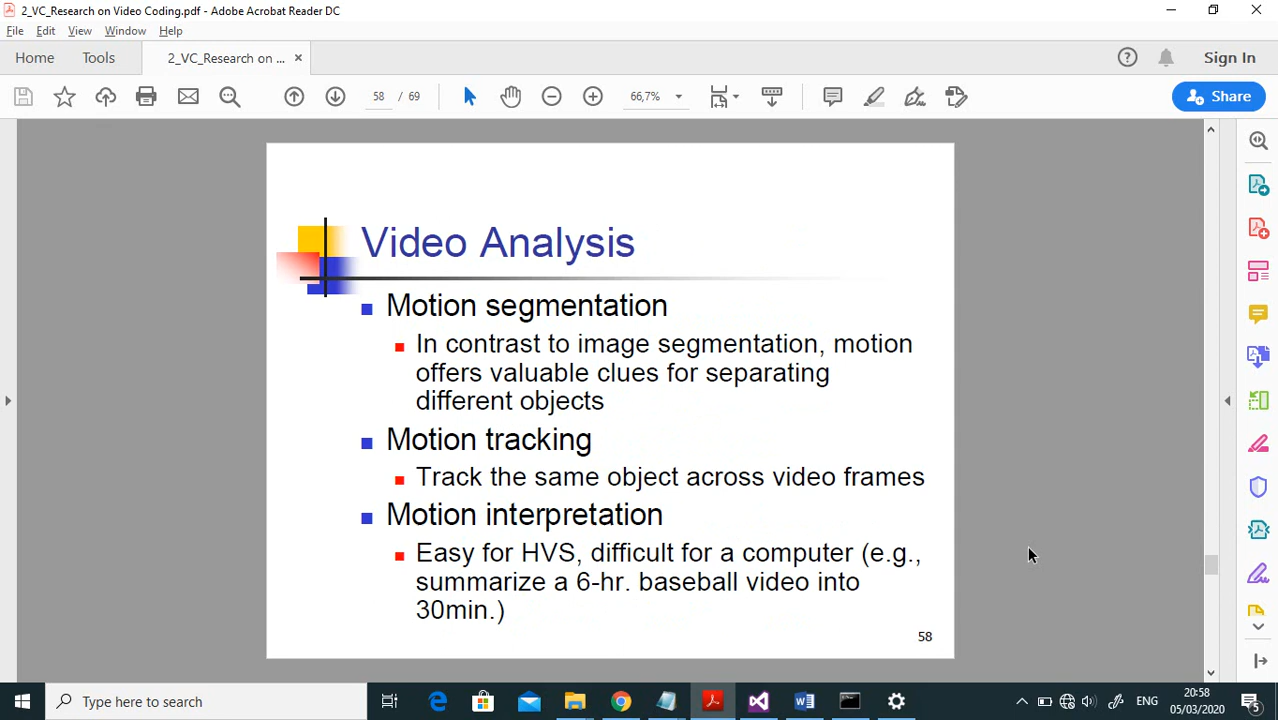 2_VC_Research on Video Coding.pdf - Adobe Acrobat Reader DC
File Edit View Window Help
Home Tools 2_VC_Research on ... Sign In
58 / 69 66,7% Share
Video Analysis
Motion segmentation
In contrast to image segmentation, motion
offers valuable clues for separating
different objects
Motion tracking
Track the same object across video frames
Motion interpretation
Easy for HVS, difficult for a computer (e.g.,
summarize a 6-hr. baseball video into
30min.)
58
Type here to search
ENG
20:58
05/03/2020
5